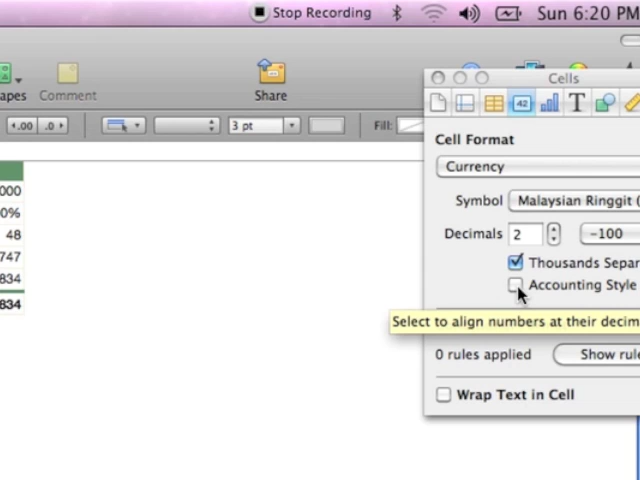 Stop Recording
Sun 6:20 PM
apes
Comment
Share
Cells
.00
.0
3 pt
Fill:
42
Cell Format
Currency
Symbol
Malaysian Ringgit (
Decimals
2
-100
Thousands Separ
Accounting Style
Select to align numbers at their decim
0 rules applied
Show rule
Wrap Text in Cell
000
0%
48
747
834
834